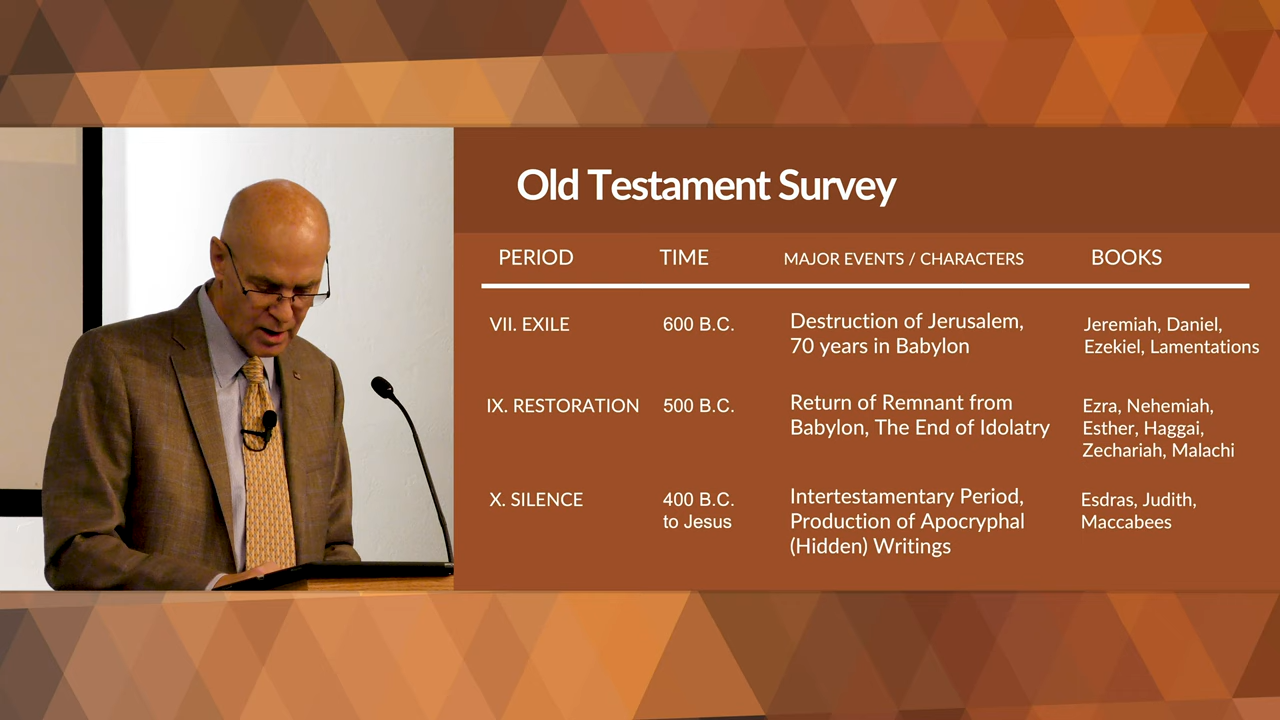 Old Testament Survey
PERIOD TIME MAJOR EVENTS / CHARACTERS BOOKS
VII. EXILE 600 B.C. Destruction of Jerusalem, Jeremiah, Daniel,
70 years in Babylon Ezekiel, Lamentations
IX. RESTORATION 500 B.C. Return of Remnant from Ezra, Nehemiah,
Babylon, The End of Idolatry Esther, Haggai,
Zechariah, Malachi
X. SILENCE 400 B.C. Intertestamentary Period, Esdras, Judith,
to Jesus Production of Apocryphal Maccabees
(Hidden) Writings